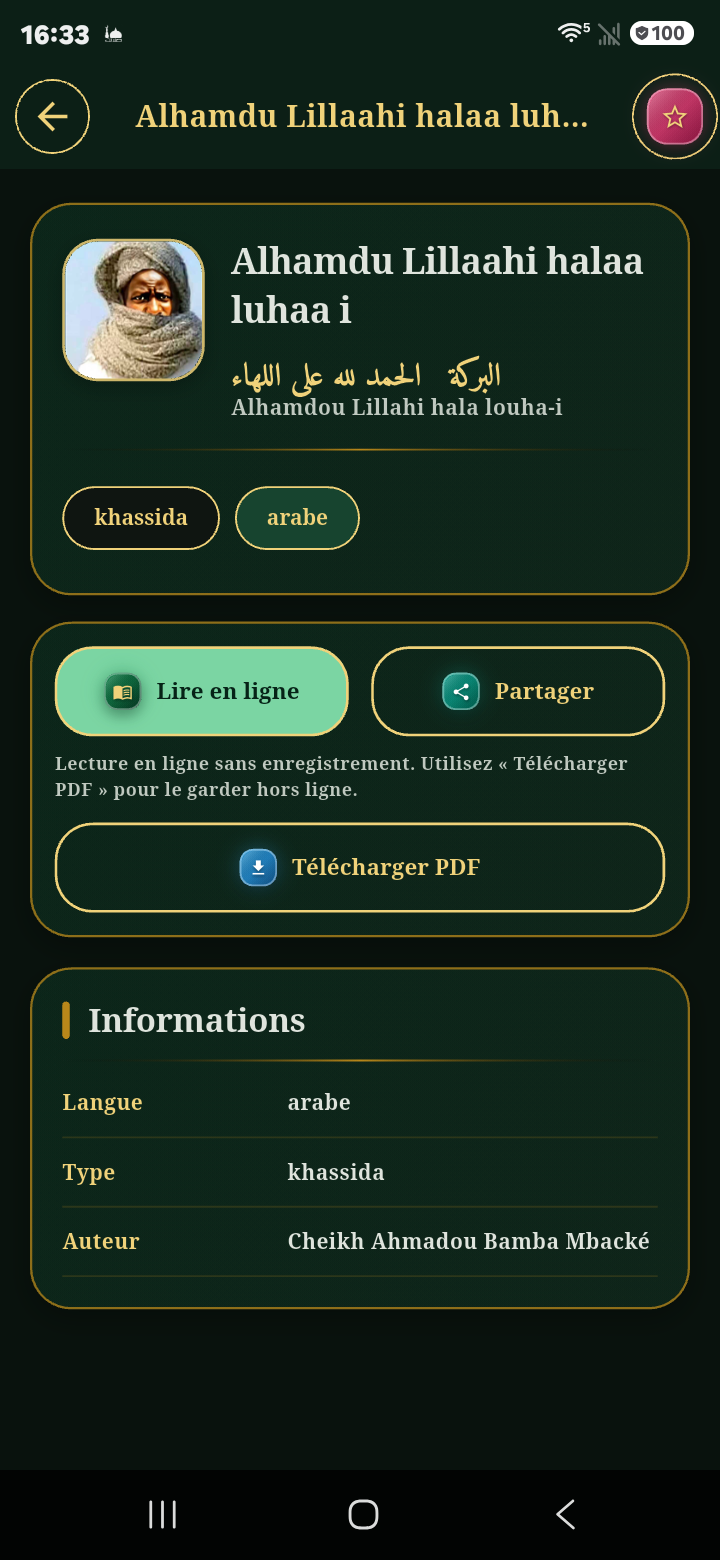 16:33
5
100
Alhamdu Lillaahi halaa luh...
Alhamdu Lillaahi halaa
luhaa i
البركة الحمد لله على اللهاء
Alhamdou Lillahi hala louha-i
khassida
arabe
Lire en ligne
Partager
Lecture en ligne sans enregistrement. Utilisez « Télécharger
PDF » pour le garder hors ligne.
Télécharger PDF
Informations
Langue arabe
Type khassida
Auteur Cheikh Ahmadou Bamba Mbacké